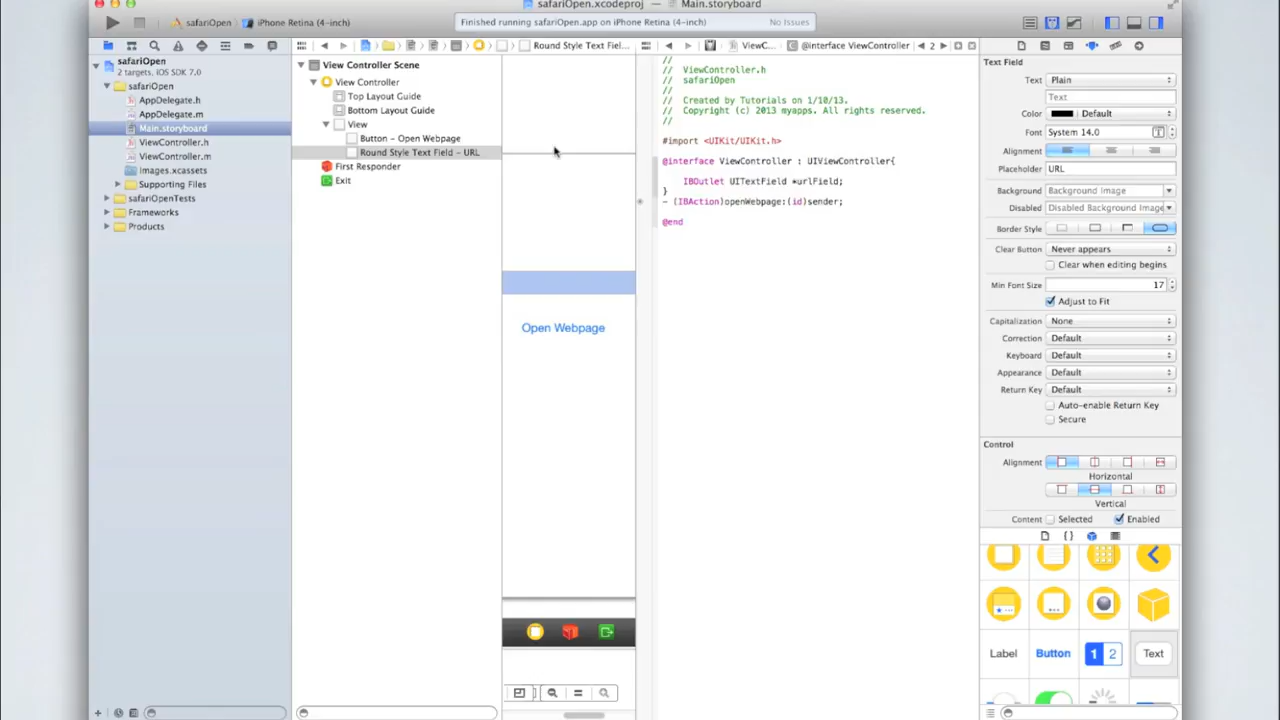 safariOpen.xcodeproj — Main.storyboard
safariOpen
iPhone Retina (4-inch)
Finished running safariOpen.app on iPhone Retina (4-inch)
No Issues
Round Style Text Fiel...
ViewC...
@interface ViewController
2
safariOpen
2 targets, iOS SDK 7.0
safariOpen
AppDelegate.h
AppDelegate.m
Main.storyboard
ViewController.h
ViewController.m
Images.xcassets
Supporting Files
safariOpenTests
Frameworks
Products
View Controller Scene
View Controller
Top Layout Guide
Bottom Layout Guide
View
Button – Open Webpage
Round Style Text Field – URL
First Responder
Exit
Open Webpage
//
//  ViewController.h
//  safariOpen
//
//  Created by Tutorials on 1/10/13.
//  Copyright (c) 2013 myapps. All rights reserved.
//
#import <UIKit/UIKit.h>
@interface ViewController : UIViewController{
IBOutlet UITextField *urlField;
}
- (IBAction)openWebpage:(id)sender;
@end
Text Field
Text Plain
Text
Color Default
Font System 14.0
Alignment
Placeholder URL
Background Background Image
Disabled Disabled Background Image
Border Style
Clear Button Never appears
Clear when editing begins
Min Font Size 17
Adjust to Fit
Capitalization None
Correction Default
Keyboard Default
Appearance Default
Return Key Default
Auto-enable Return Key
Secure
Control
Alignment
Horizontal
Vertical
Content Selected Enabled
Label
Button
1 2
Text